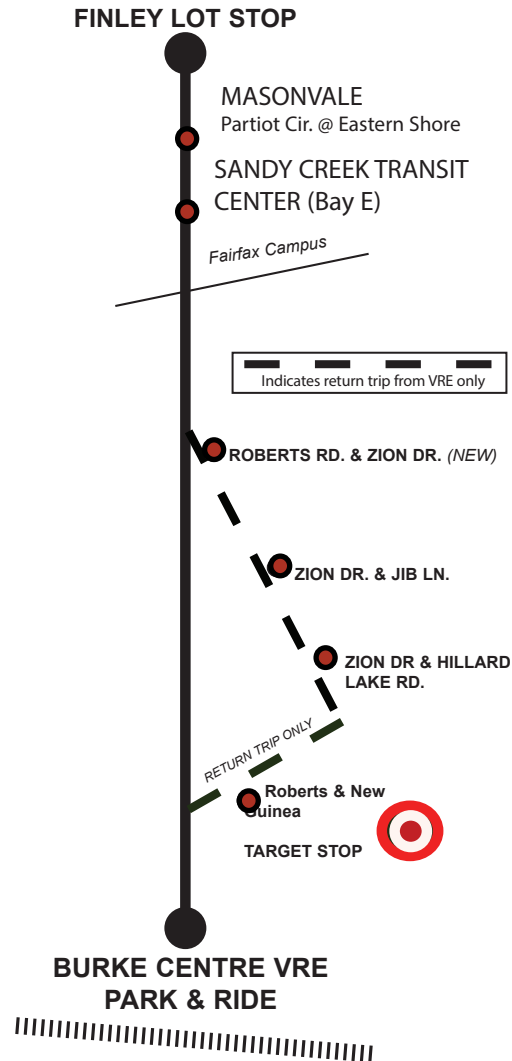 FINLEY LOT STOP
MASONVALE
Partiot Cir. @ Eastern Shore
SANDY CREEK TRANSIT
CENTER (Bay E)
Fairfax Campus
Indicates return trip from VRE only
ROBERTS RD. & ZION DR. (NEW)
ZION DR. & JIB LN.
ZION DR & HILLARD
LAKE RD.
RETURN TRIP ONLY
Roberts & New
Guinea
TARGET STOP
BURKE CENTRE VRE
PARK & RIDE